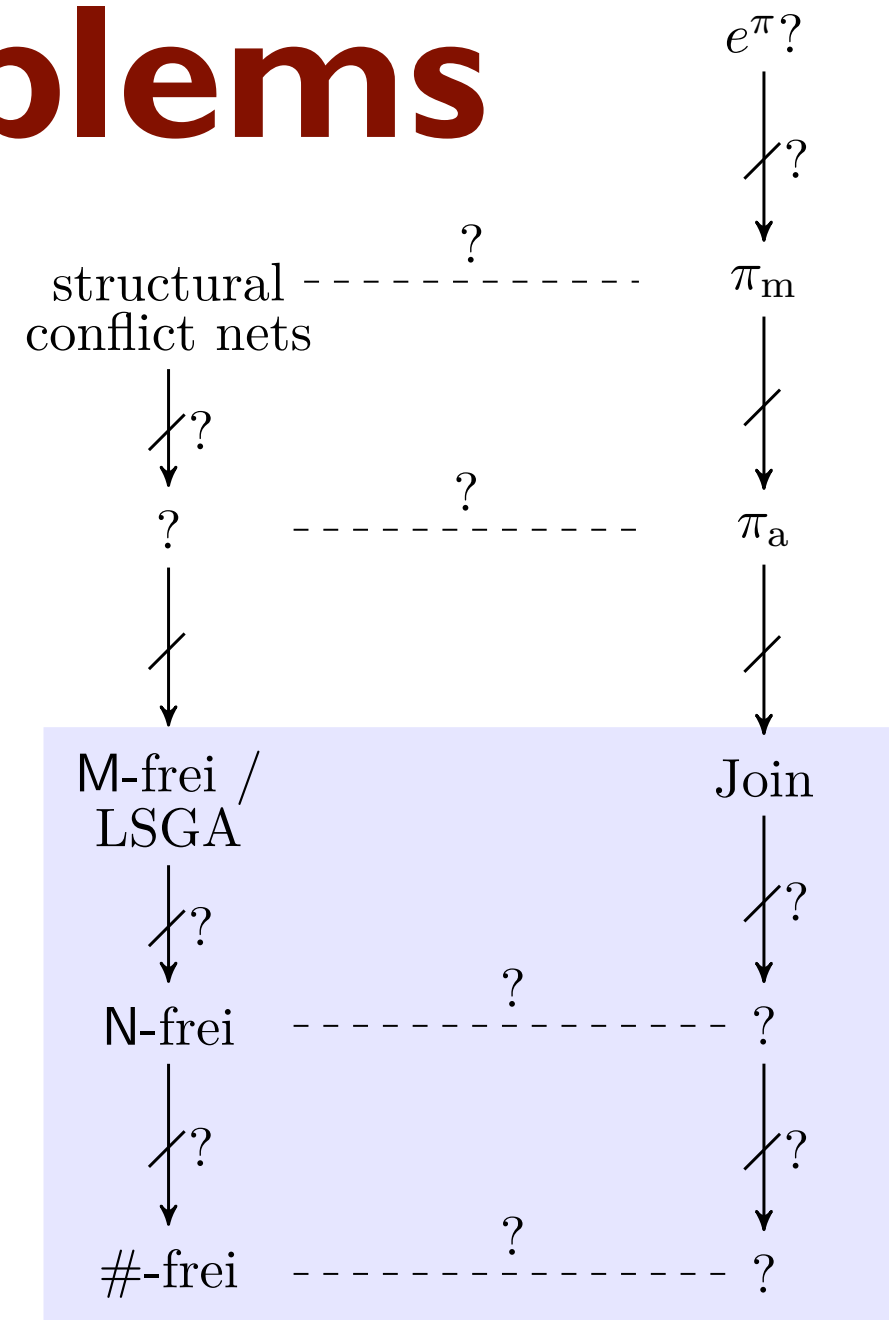 blems
e^π?
?
?
structural
conflict nets
π_m
?
?
?
π_a
M-frei /
LSGA
Join
?
?
?
N-frei
?
?
?
?
#-frei
?